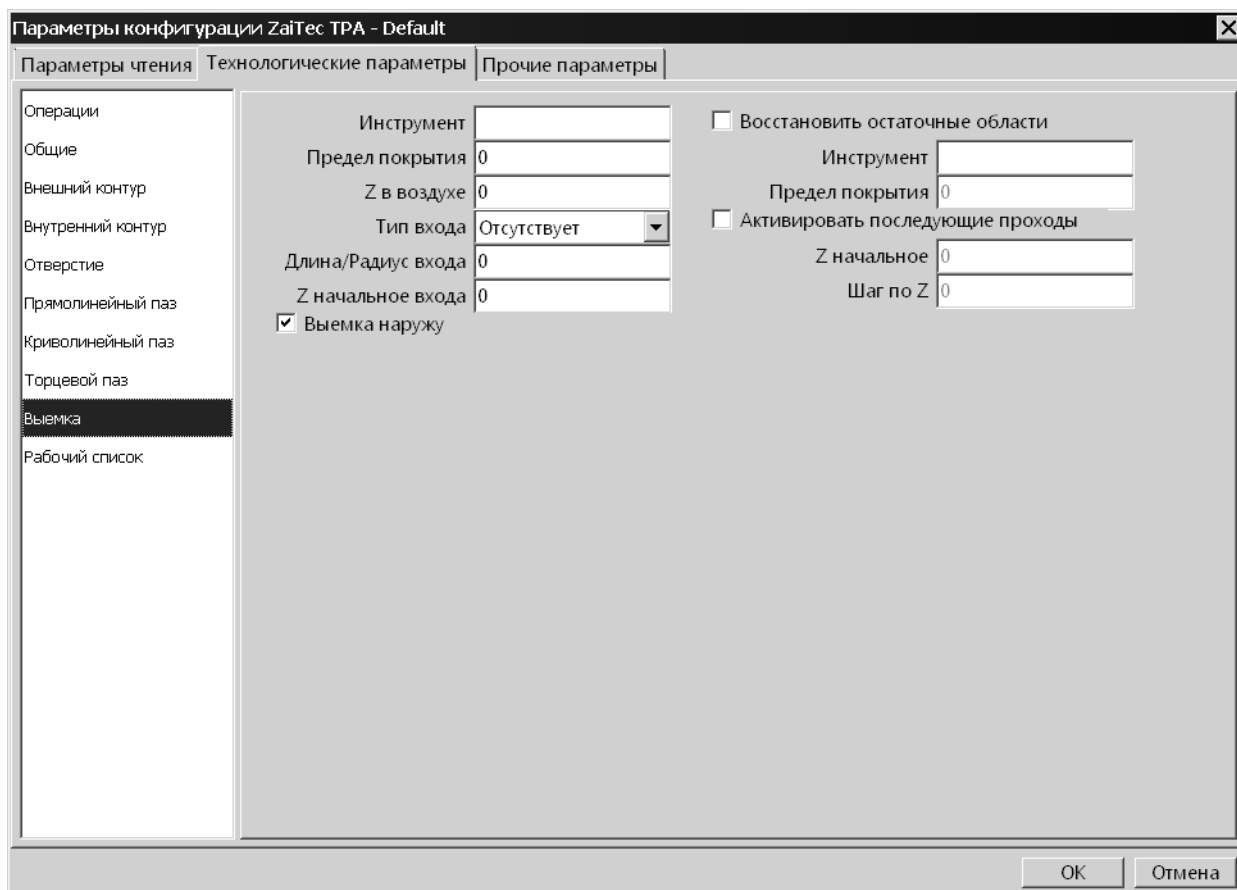 Параметры конфигурации ZaiTec TPA - Default
Параметры чтения
Технологические параметры
Прочие параметры
Операции
Общие
Внешний контур
Внутренний контур
Отверстие
Прямолинейный паз
Криволинейный паз
Торцевой паз
Выемка
Рабочий список
Инструмент
Предел покрытия 0
Z в воздухе 0
Тип входа Отсутствует
Длина/Радиус входа 0
Z начальное входа 0
Выемка наружу
Восстановить остаточные области
Инструмент
Предел покрытия 0
Активировать последующие проходы
Z начальное 0
Шаг по Z 0
OK
Отмена